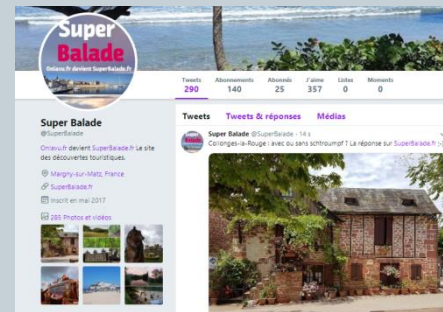 Super
Balade
Onlavu.fr devient SuperBalade.fr
Tweets
290
Abonnements
140
Abonnés
25
J'aime
357
Listes
0
Moments
0
Super Balade
@SuperBalade
Onlavu.fr devient SuperBalade.fr Le site
des découvertes touristiques.
Margny-sur-Matz, France
SuperBalade.fr
Inscrit en mai 2017
285 Photos et vidéos
Tweets
Tweets & réponses
Médias
Super Balade @SuperBalade · 14 s
Collonges-la-Rouge : avec ou sans schtroumpf ? La réponse sur SuperBalade.fr ;-)